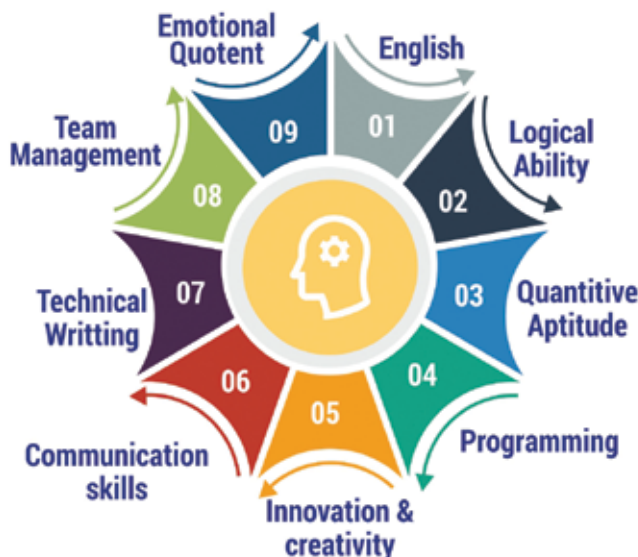 Emotional
Quotent
09
English
01
Logical
Ability
02
Quantitive
Aptitude
03
Programming
04
Innovation &
creativity
05
Communication
skills
06
Technical
Writting
07
Team
Management
08